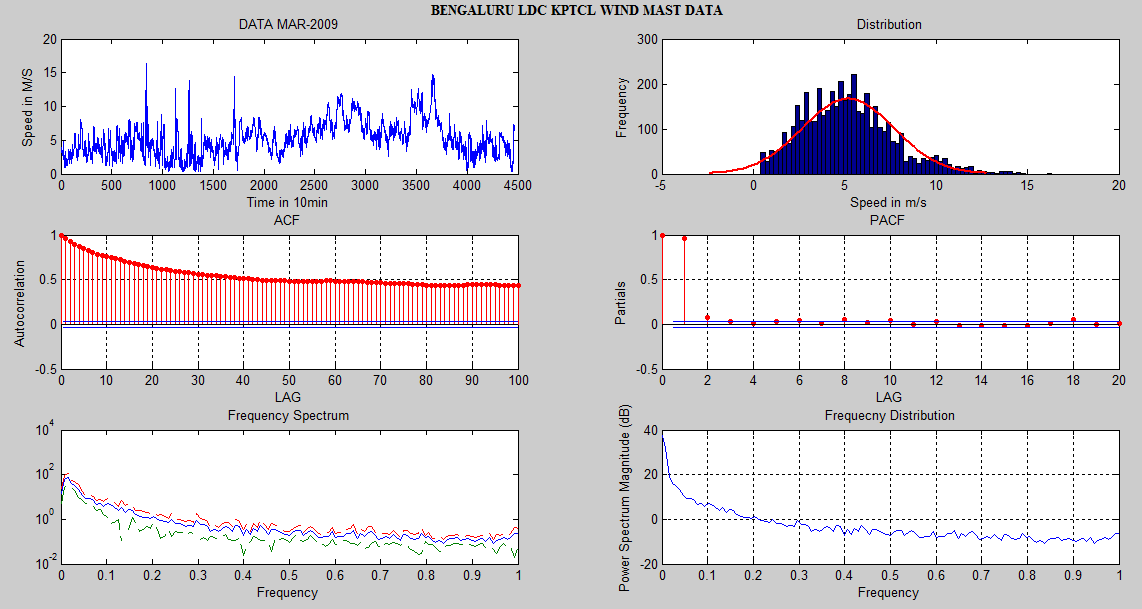 BENGALURU LDC KPTCL WIND MAST DATA
DATA MAR-2009
Speed in M/S
20
15
10
5
0
0 500 1000 1500 2000 2500 3000 3500 4000 4500
Time in 10min
Distribution
Frequency
300
200
100
0
-5 0 5 10 15 20
Speed in m/s
ACF
Autocorrelation
1
0.5
0
-0.5
0 10 20 30 40 50 60 70 80 90 100
LAG
PACF
Partials
1
0.5
0
-0.5
0 2 4 6 8 10 12 14 16 18 20
LAG
Frequency Spectrum
10^4
10^2
10^0
10^-2
0 0.1 0.2 0.3 0.4 0.5 0.6 0.7 0.8 0.9 1
Frequency
Frequecny Distribution
Power Spectrum Magnitude (dB)
40
20
0
-20
0 0.1 0.2 0.3 0.4 0.5 0.6 0.7 0.8 0.9 1
Frequency